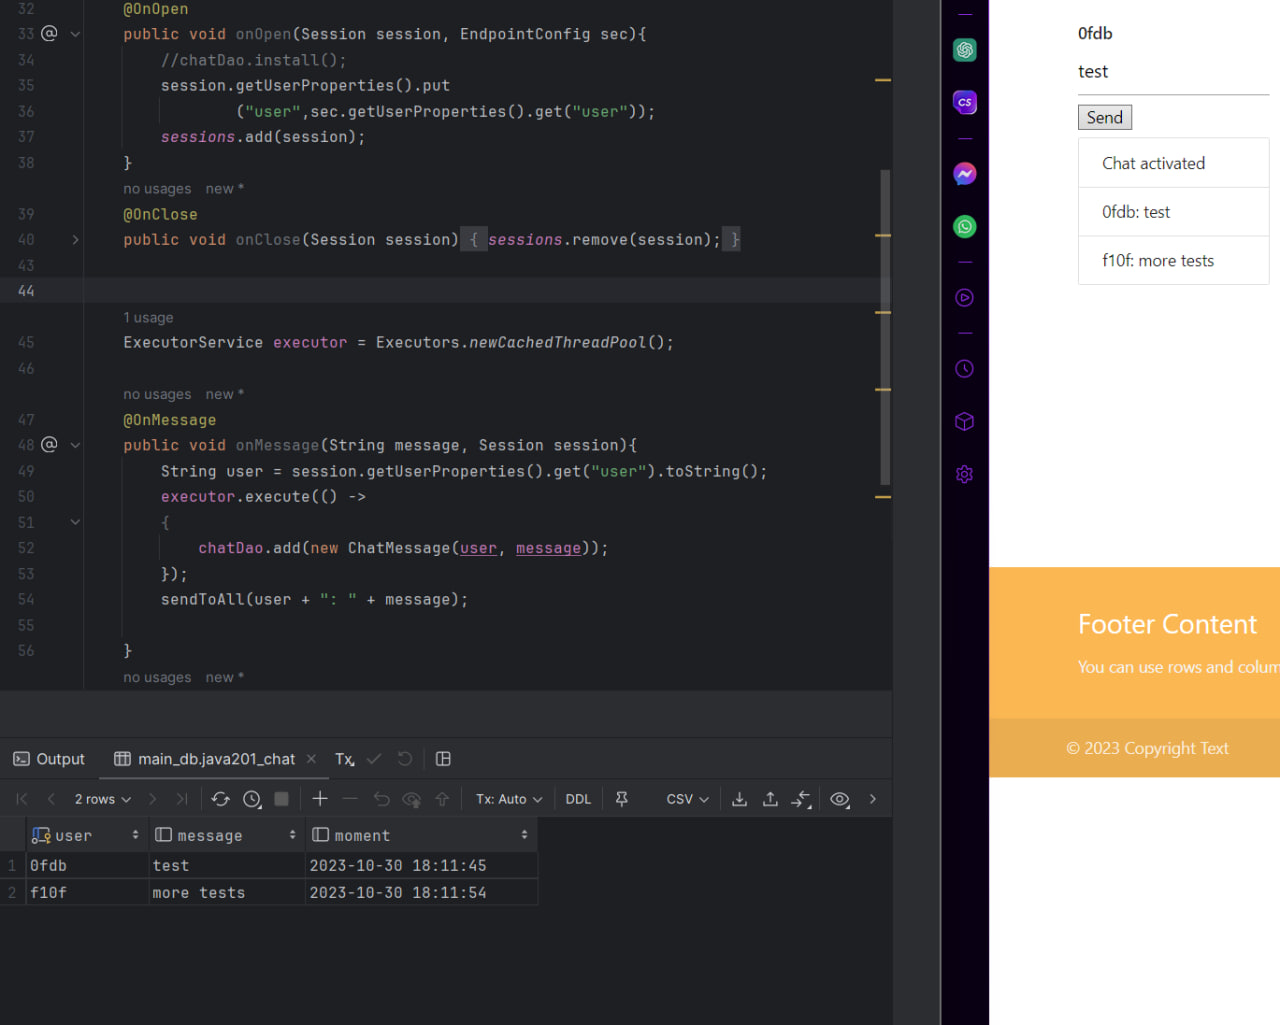 32 @OnOpen
33 public void onOpen(Session session, EndpointConfig sec){
34 //chatDao.install();
35 session.getUserProperties().put
36 ("user",sec.getUserProperties().get("user"));
37 sessions.add(session);
38 }
no usages new *
39 @OnClose
40 public void onClose(Session session) { sessions.remove(session); }
43
44
1 usage
45 ExecutorService executor = Executors.newCachedThreadPool();
46
no usages new *
47 @OnMessage
48 public void onMessage(String message, Session session){
49 String user = session.getUserProperties().get("user").toString();
50 executor.execute(() ->
51 {
52 chatDao.add(new ChatMessage(user, message));
53 });
54 sendToAll(user + ": " + message);
55
56 }
no usages new *
Output main_db.java201_chat Tx
2 rows Tx: Auto DDL CSV
user message moment
1 0fdb test 2023-10-30 18:11:45
2 f10f more tests 2023-10-30 18:11:54
CS
0fdb
test
Send
Chat activated
0fdb: test
f10f: more tests
Footer Content
You can use rows and colum
© 2023 Copyright Text